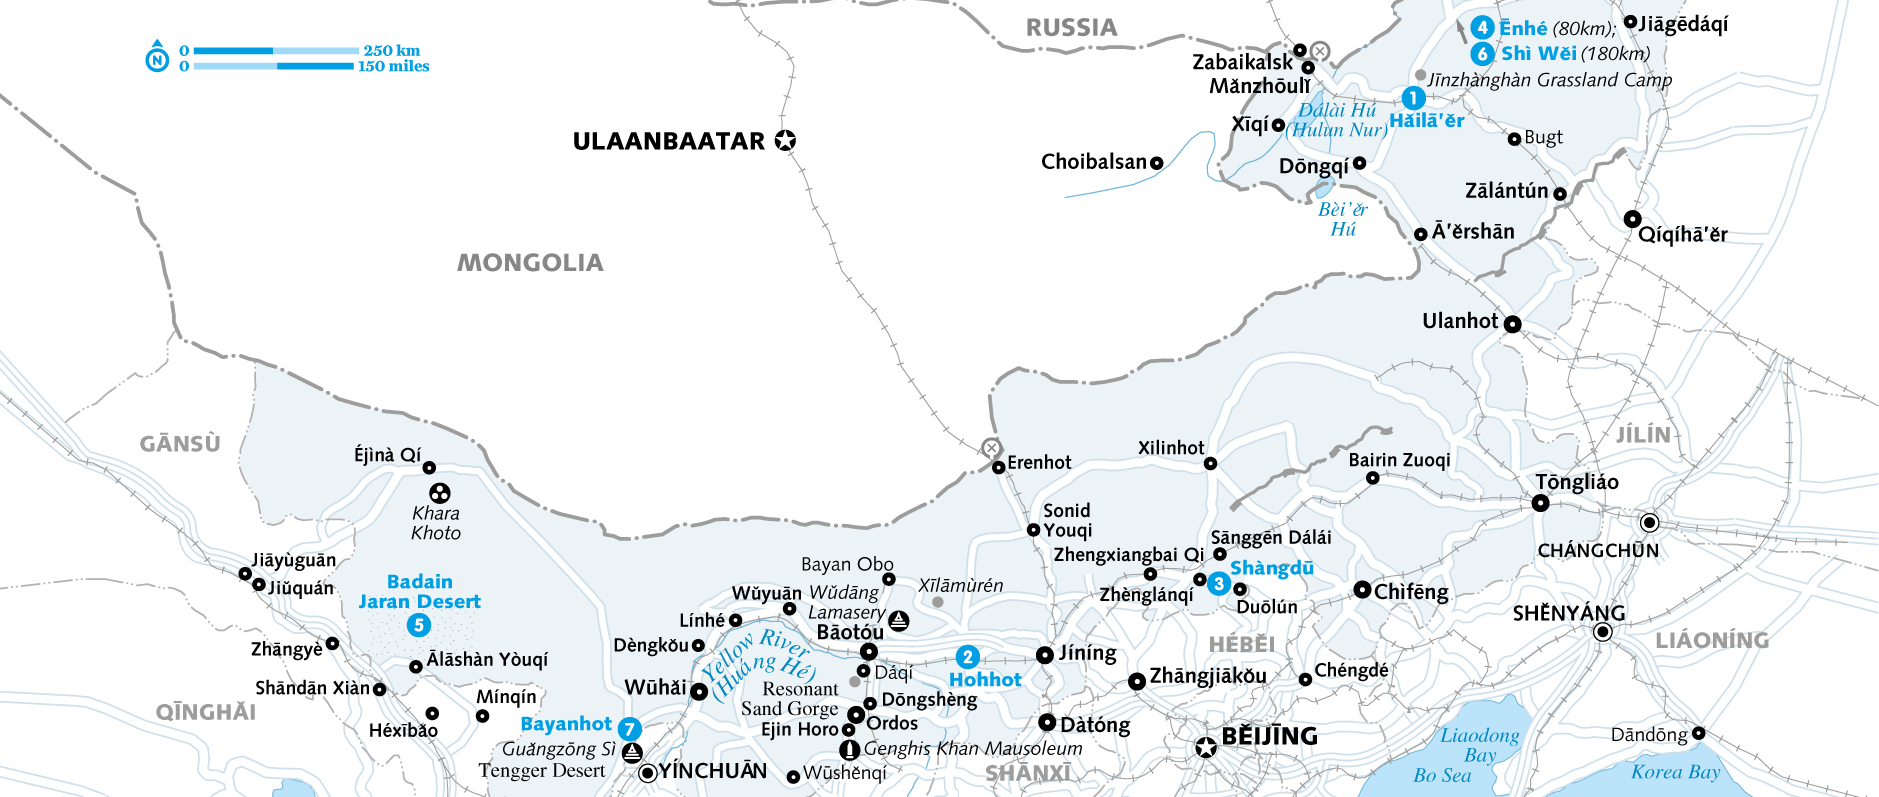 RUSSIA
4 Ēnhé (80km);
6 Shì Wěi (180km)
Jiāgēdáqí
N
0 250 km
0 150 miles
Zabaikalsk
Mǎnzhōulǐ
Jīnzhànghàn Grassland Camp
1
Hǎilā'ěr
Dálài Hú
(Hulun Nur)
Xīqí
Bugt
ULAANBAATAR
Choibalsan
Dōngqí
Zālántún
Bèi'ěr
Hú
Ā'ěrshān
Qíqíhā'ěr
MONGOLIA
Ulanhot
GĀNSÙ
JÍLÍN
Éjìnà Qí
Khara
Khoto
Erenhot
Xilinhot
Bairin Zuoqi
Tōngliáo
Sonid
Youqi
CHÁNGCHŪN
Sānggēn Dálái
Zhengxiangbai Qi
Shàngdū
3
Zhènglánqí
Duōlún
Chìfēng
Jiāyùguān
Jiǔquán
Badain
Jaran Desert
5
Bayan Obo
Xīlāmùrén
Wǔdāng
Lamasery
Wǔyuān
Línhé
Bāotóu
SHĚNYÁNG
LIÁONÍNG
HÉBĚI
Zhāngyè
Ālāshàn Yòuqí
Dèngkǒu
Yellow River
(Huáng Hé)
2
Hohhot
Jíníng
Dáqí
Zhāngjiākǒu
Chéngdé
Shāndān Xiàn
Mínqín
Wūhǎi
Resonant
Sand Gorge
Dōngshèng
QĪNGHǍI
Héxībǎo
Bayanhot
7
Ejin Horo
Ordos
Dàtóng
BĚIJĪNG
Liaodong
Bay
Dāndōng
Guǎngzōng Sì
Genghis Khan Mausoleum
Tengger Desert
YÍNCHUĀN
Wūshěnqí
SHĀNXĪ
Bo Sea
Korea Bay